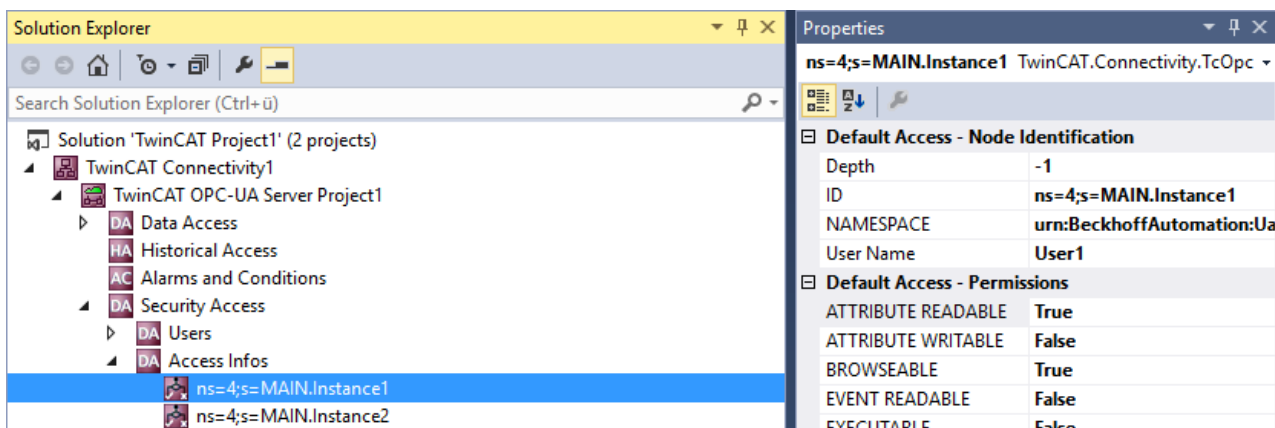 Solution Explorer
Search Solution Explorer (Ctrl+ü)
Solution 'TwinCAT Project1' (2 projects)
TwinCAT Connectivity1
TwinCAT OPC-UA Server Project1
DA Data Access
HA Historical Access
AC Alarms and Conditions
DA Security Access
DA Users
DA Access Infos
ns=4;s=MAIN.Instance1
ns=4;s=MAIN.Instance2
Properties
ns=4;s=MAIN.Instance1 TwinCAT.Connectivity.TcOpc
Default Access - Node Identification
Depth -1
ID ns=4;s=MAIN.Instance1
NAMESPACE urn:BeckhoffAutomation:Ua
User Name User1
Default Access - Permissions
ATTRIBUTE READABLE True
ATTRIBUTE WRITABLE False
BROWSEABLE True
EVENT READABLE False
EXECUTABLE False